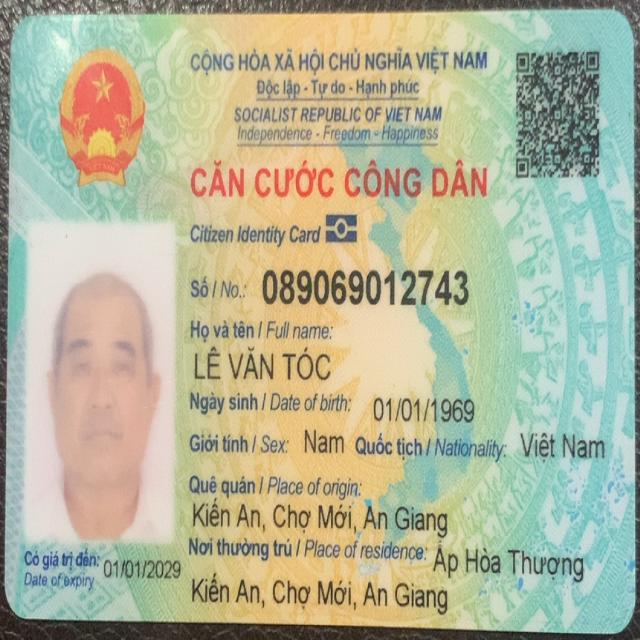 CỘNG HÒA XÃ HỘI CHỦ NGHĨA VIỆT NAM
Độc lập - Tự do - Hạnh phúc
SOCIALIST REPUBLIC OF VIET NAM
Independence - Freedom - Happiness
CĂN CƯỚC CÔNG DÂN
Citizen Identity Card
Số / No.: 089069012743
Họ và tên / Full name:
LÊ VĂN TÓC
Ngày sinh / Date of birth: 01/01/1969
Giới tính / Sex: Nam Quốc tịch / Nationality: Việt Nam
Quê quán / Place of origin:
Kiến An, Chợ Mới, An Giang
Nơi thường trú / Place of residence: Ấp Hòa Thượng
Kiến An, Chợ Mới, An Giang
Có giá trị đến: 01/01/2029
Date of expiry